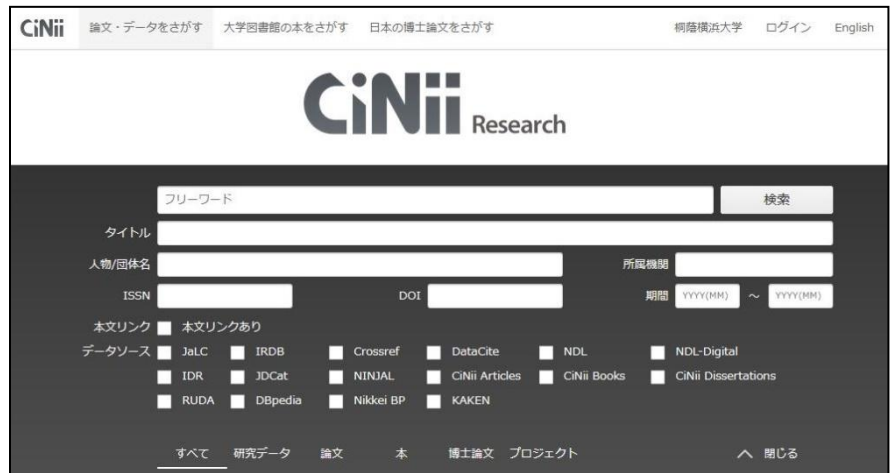 CiNii 論文・データをさがす 大学図書館の本をさがす 日本の博士論文をさがす 桐蔭横浜大学 ログイン English
CiNii Research
フリーワード 検索
タイトル
人物/団体名 所属機関
ISSN DOI 期間 YYYY(MM) ～ YYYY(MM)
本文リンク 本文リンクあり
データソース JaLC IRDB Crossref DataCite NDL NDL-Digital
IDR JDCat NINJAL CiNii Articles CiNii Books CiNii Dissertations
RUDA DBpedia Nikkei BP KAKEN
すべて 研究データ 論文 本 博士論文 プロジェクト 閉じる